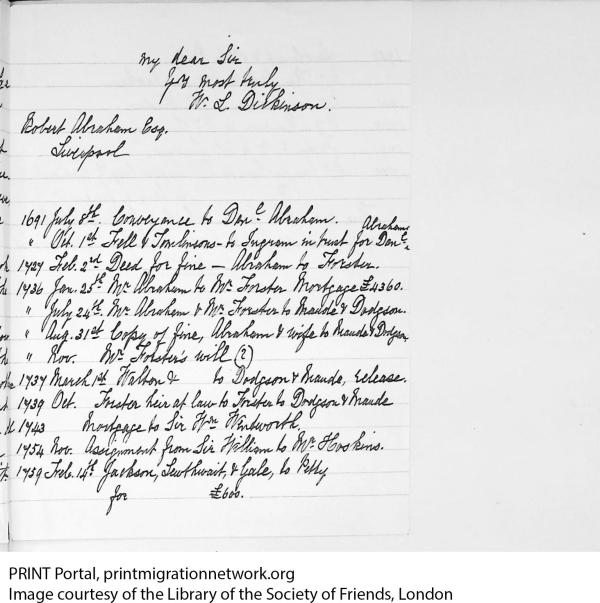 my dear Sir
yrs most truly
W. L. Dilkinson.
Robert Abraham Esq.
Liverpool
1691 July 8th. Conveyance to Danl. Abraham.
" Oct. 1st Fell & Tomlinsons - to Ingram in trust for Danl. Abraham
1727 Feb. 2nd Deed for fine — Abraham to Forster.
1736 Jan. 25th Mr Abraham to Mr Forster Mortgage £4360.
" July 24th. Mr Abraham & Mr. Forster to Maude & Dodgson.
" Aug. 31st Copy of fine, Abraham & wife to Maude & Dodgson
" Nov. Mr Forster's will (?)
1737 March 1st Walton & to Dodgson & Maude, release.
1739 Oct. Forster heir at law to Forster to Dodgson & Maude
1743 Mortgage to Sir Wm Wentworth.
1754 Nov. Assignment from Sir William to Mr Hoskins.
1759 Feb. 14th Jackson, Lewthwait & Gale, to Petty
for £600.
PRINT Portal, printmigrationnetwork.org
Image courtesy of the Library of the Society of Friends, London